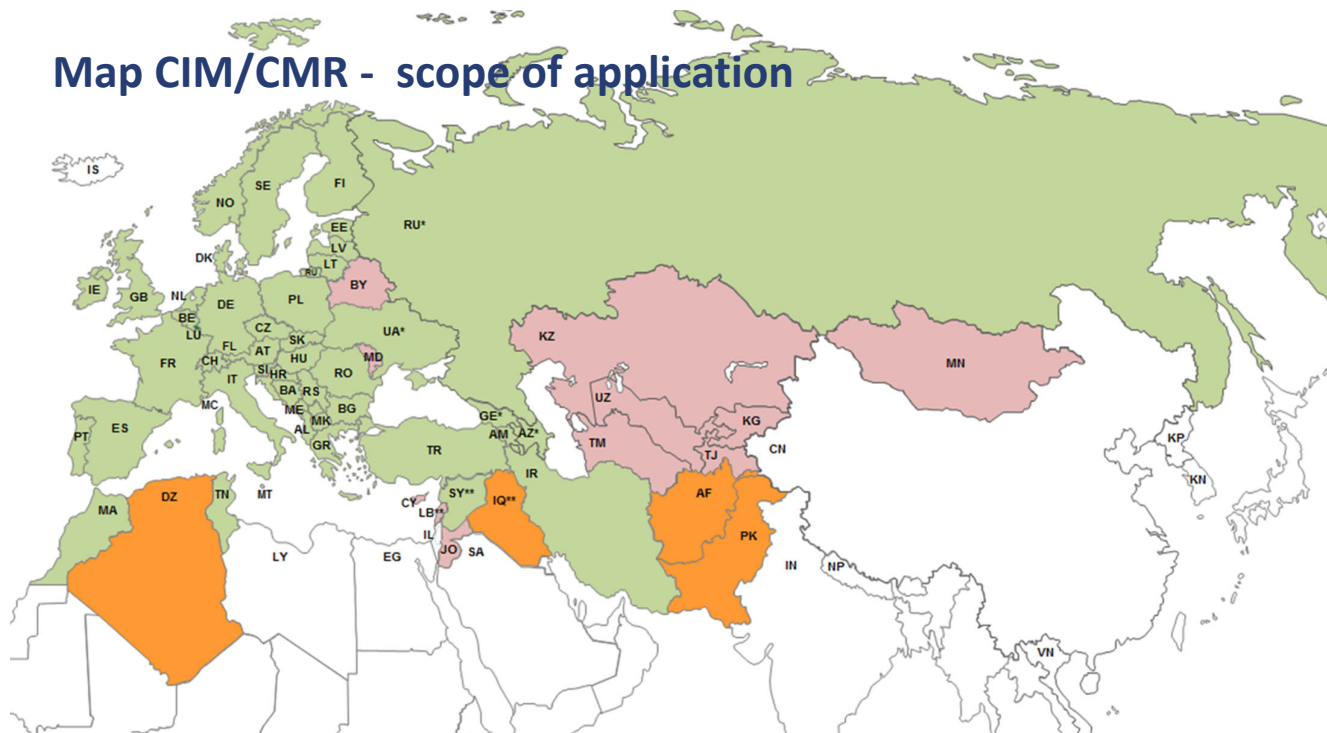 Map CIM/CMR - scope of application
IS
NO
SE
FI
RU*
EE
LV
LT
RU
DK
BY
IE
GB
NL
DE
PL
BE
LU
CZ
SK
UA*
FL
AT
HU
MD
FR
CH
SI
HR
RO
IT
BA
RS
MC
ME
MK
BG
AL
GR
PT
ES
KZ
MN
UZ
GE*
AM
AZ*
KG
TM
TJ
CN
KP
KN
TR
IR
MA
DZ
TN
MT
CY
SY**
LB**
IQ**
AF
PK
IL
JO
SA
LY
EG
IN
NP
VN